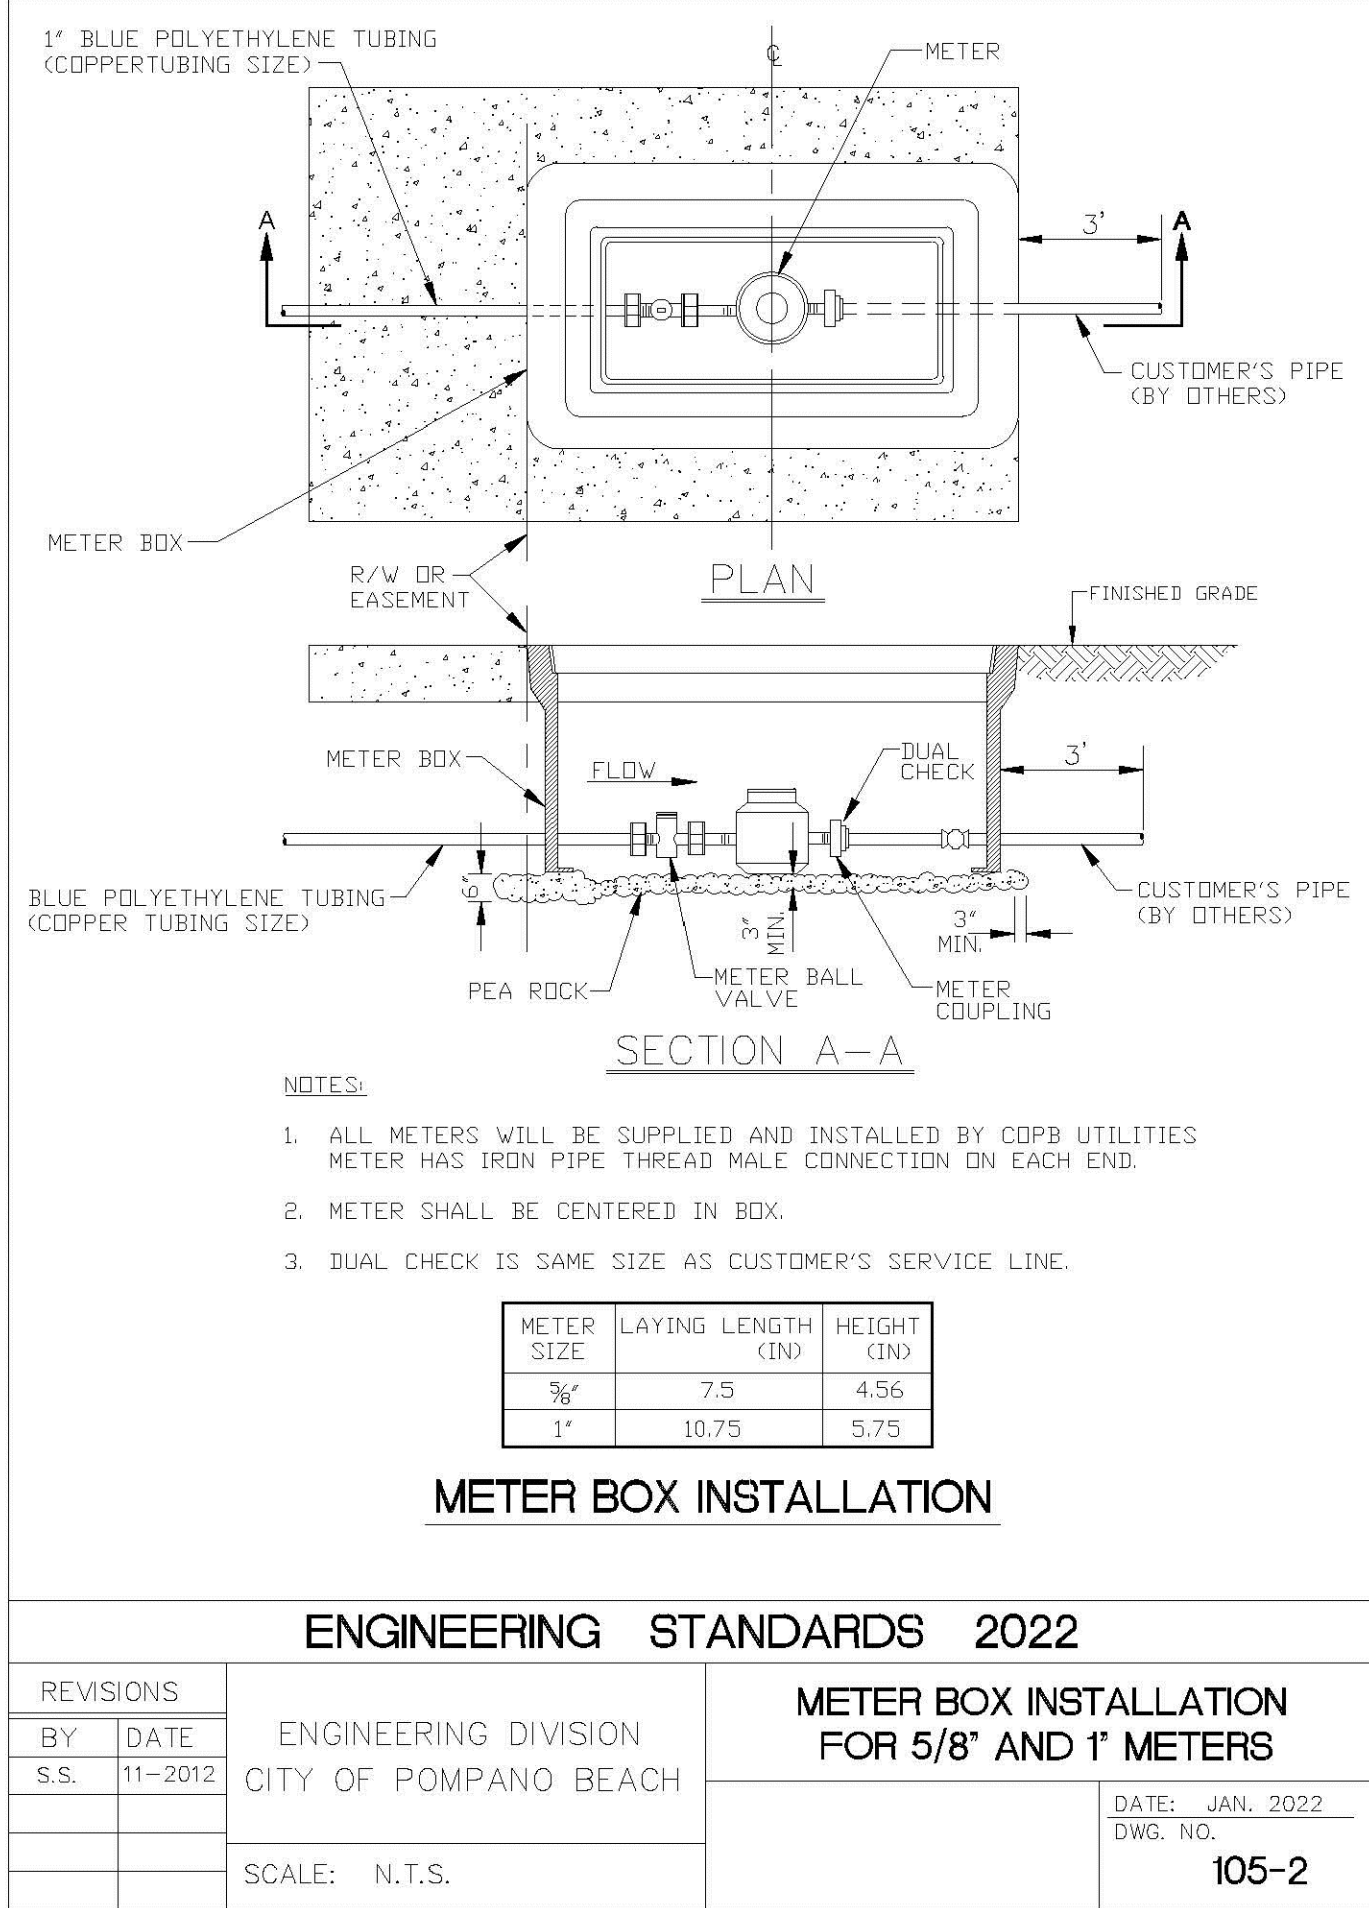 1" BLUE POLYETHYLENE TUBING
(COPPERTUBING SIZE)
℄
METER
A
3'
A
CUSTOMER'S PIPE
(BY OTHERS)
METER BOX
R/W OR
EASEMENT
PLAN
FINISHED GRADE
METER BOX
FLOW
DUAL
CHECK
3'
BLUE POLYETHYLENE TUBING
(COPPER TUBING SIZE)
6"
3"
MIN.
3"
MIN.
CUSTOMER'S PIPE
(BY OTHERS)
PEA ROCK
METER BALL
VALVE
METER
COUPLING
SECTION A-A
NOTES:
1. ALL METERS WILL BE SUPPLIED AND INSTALLED BY COPB UTILITIES
METER HAS IRON PIPE THREAD MALE CONNECTION ON EACH END.
2. METER SHALL BE CENTERED IN BOX.
3. DUAL CHECK IS SAME SIZE AS CUSTOMER'S SERVICE LINE.
METER SIZE LAYING LENGTH (IN) HEIGHT (IN)
5/8" 7.5 4.56
1" 10.75 5.75
METER BOX INSTALLATION
ENGINEERING STANDARDS 2022
REVISIONS
BY DATE
S.S. 11-2012
ENGINEERING DIVISION
CITY OF POMPANO BEACH
SCALE: N.T.S.
METER BOX INSTALLATION
FOR 5/8" AND 1" METERS
DATE: JAN. 2022
DWG. NO.
105-2